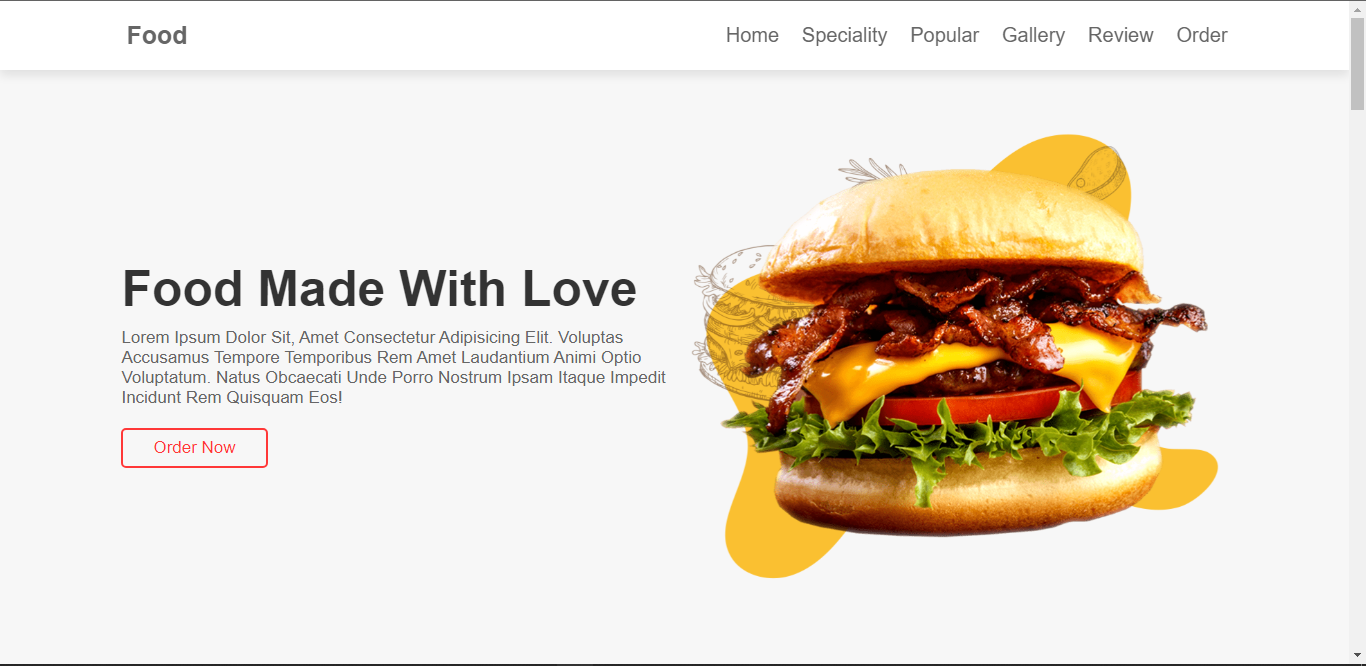 Food
Home Speciality Popular Gallery Review Order
Food Made With Love
Lorem Ipsum Dolor Sit, Amet Consectetur Adipisicing Elit. Voluptas
Accusamus Tempore Temporibus Rem Amet Laudantium Animi Optio
Voluptatum. Natus Obcaecati Unde Porro Nostrum Ipsam Itaque Impedit
Incidunt Rem Quisquam Eos!
Order Now